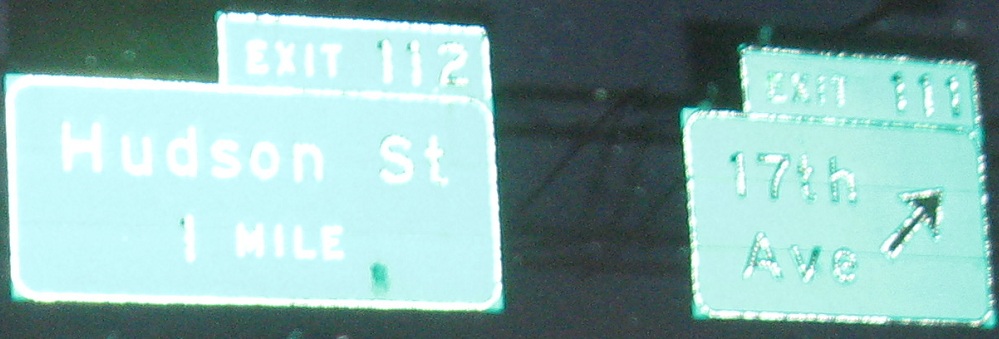 EXIT 112
Hudson St
1 MILE
EXIT 111
17th
Ave